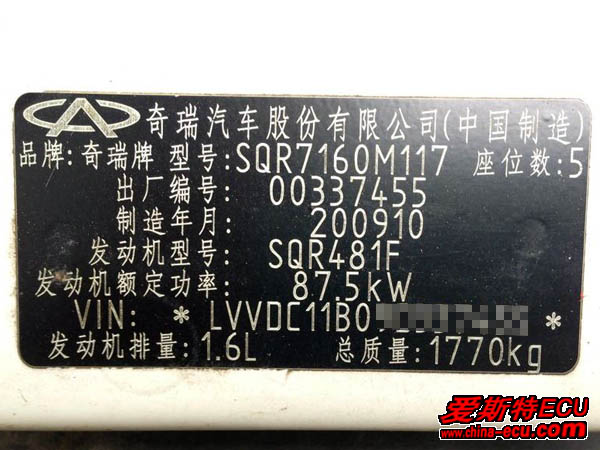 奇瑞汽车股份有限公司(中国制造)
品牌:奇瑞牌 型号:SQR7160M117 座位数:5
出厂编号: 00337455
制造年月: 200910
发动机型号: SQR481F
发动机额定功率: 87.5kW
VIN: * LVVDC11B0 *
发动机排量:1.6L 总质量:1770kg
爱斯特ECU
www.china-ecu.com